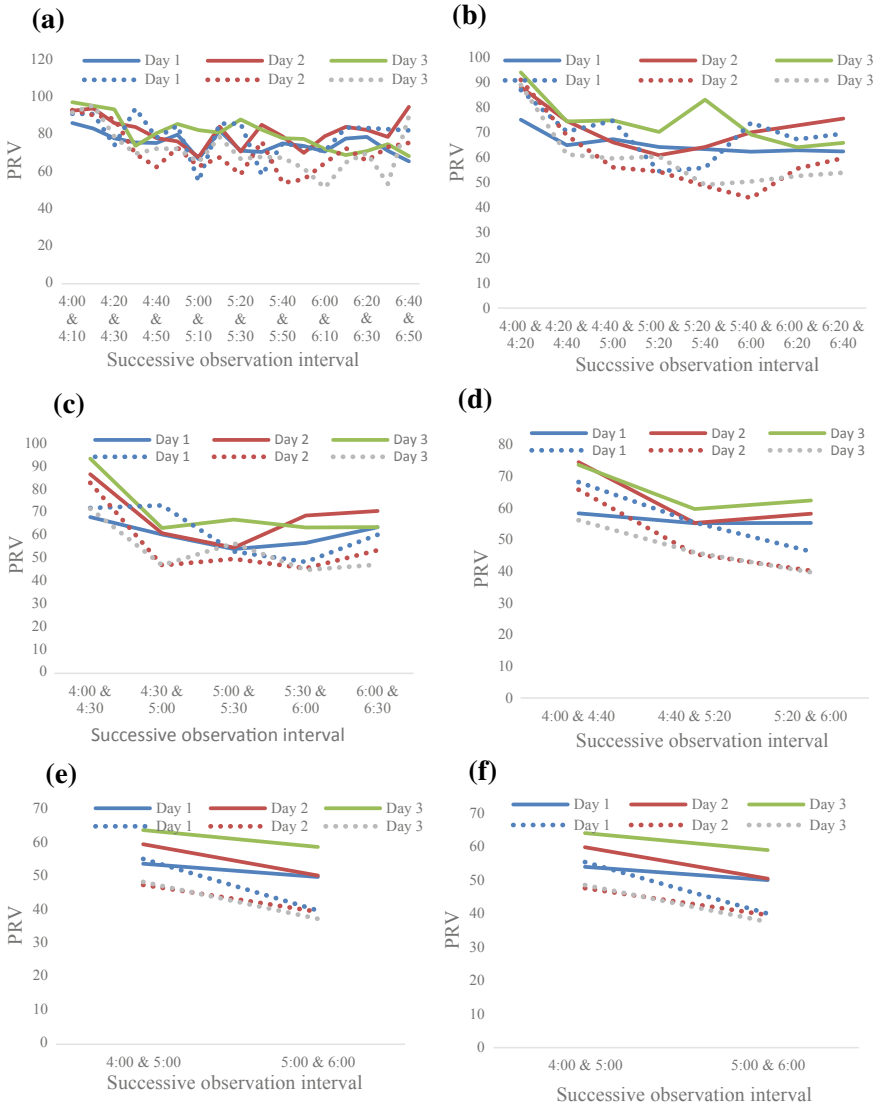 (a)
Day 1 Day 2 Day 3
Day 1 Day 2 Day 3
120
100
80
60
40
20
0
PRV
4:00 & 4:10 4:20 & 4:30 4:40 & 4:50 5:00 & 5:10 5:20 & 5:30 5:40 & 5:50 6:00 & 6:10 6:20 & 6:30 6:40 & 6:50
Successive observation interval
(b)
Day 1 Day 2 Day 3
Day 1 Day 2 Day 3
100
90
80
70
60
50
40
30
20
10
0
PRV
4:00 & 4:20 4:20 & 4:40 4:40 & 5:00 5:00 & 5:20 5:20 & 5:40 5:40 & 6:00 6:00 & 6:20 6:20 & 6:40
Succssive observation interval
(c)
Day 1 Day 2 Day 3
Day 1 Day 2 Day 3
100
90
80
70
60
50
40
30
20
10
0
PRV
4:00 & 4:30 4:30 & 5:00 5:00 & 5:30 5:30 & 6:00 6:00 & 6:30
Successive observation interval
(d)
Day 1 Day 2 Day 3
Day 1 Day 2 Day 3
80
70
60
50
40
30
20
10
0
PRV
4:00 & 4:40 4:40 & 5:20 5:20 & 6:00
Successive observation interval
(e)
Day 1 Day 2 Day 3
Day 1 Day 2 Day 3
70
60
50
40
30
20
10
0
PRV
4:00 & 5:00 5:00 & 6:00
Successive observation interval
(f)
Day 1 Day 2 Day 3
Day 1 Day 2 Day 3
70
60
50
40
30
20
10
0
PRV
4:00 & 5:00 5:00 & 6:00
Successive observation interval